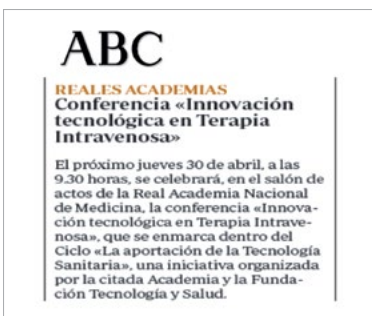 ABC
REALES ACADEMIAS
Conferencia «Innovación
tecnológica en Terapia
Intravenosa»
El próximo jueves 30 de abril, a las
9.30 horas, se celebrará, en el salón de
actos de la Real Academia Nacional
de Medicina, la conferencia «Innova-
ción tecnológica en Terapia Intrave-
nosa», que se enmarca dentro del
Ciclo «La aportación de la Tecnología
Sanitaria», una iniciativa organizada
por la citada Academia y la Funda-
ción Tecnología y Salud.